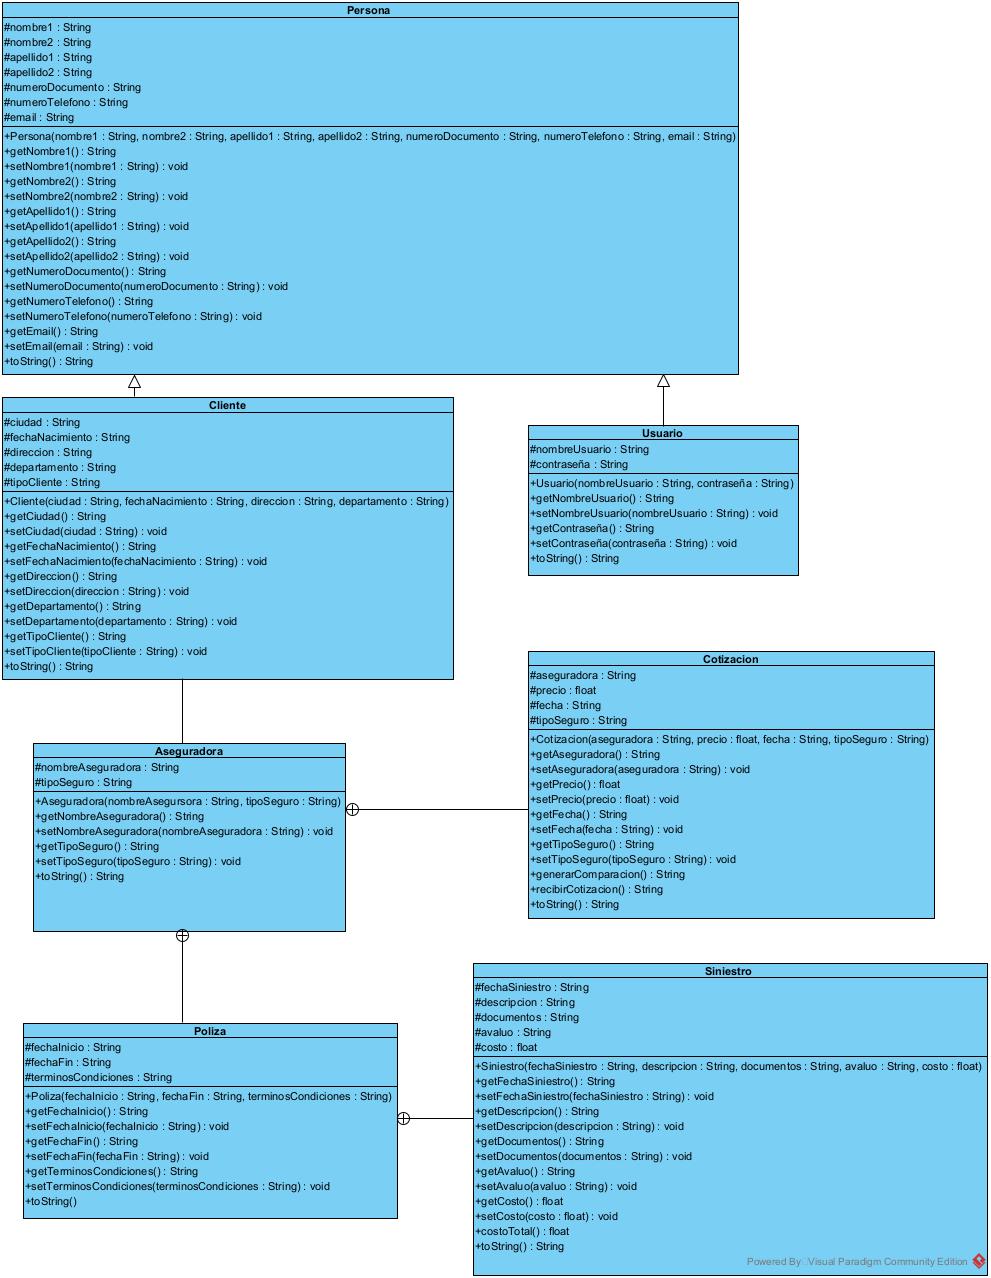 Persona
#nombre1 : String
#nombre2 : String
#apellido1 : String
#apellido2 : String
#numeroDocumento : String
#numeroTelefono : String
#email : String
+Persona(nombre1 : String, nombre2 : String, apellido1 : String, apellido2 : String, numeroDocumento : String, numeroTelefono : String, email : String)
+getNombre1() : String
+setNombre1(nombre1 : String) : void
+getNombre2() : String
+setNombre2(nombre2 : String) : void
+getApellido1() : String
+setApellido1(apellido1 : String) : void
+getApellido2() : String
+setApellido2(apellido2 : String) : void
+getNumeroDocumento() : String
+setNumeroDocumento(numeroDocumento : String) : void
+getNumeroTelefono() : String
+setNumeroTelefono(numeroTelefono : String) : void
+getEmail() : String
+setEmail(email : String) : void
+toString() : String
Cliente
#ciudad : String
#fechaNacimiento : String
#direccion : String
#departamento : String
#tipoCliente : String
+Cliente(ciudad : String, fechaNacimiento : String, direccion : String, departamento : String)
+getCiudad() : String
+setCiudad(ciudad : String) : void
+getFechaNacimiento() : String
+setFechaNacimiento(fechaNacimiento : String) : void
+getDireccion() : String
+setDireccion(direccion : String) : void
+getDepartamento() : String
+setDepartamento(departamento : String) : void
+getTipoCliente() : String
+setTipoCliente(tipoCliente : String) : void
+toString() : String
Usuario
#nombreUsuario : String
#contraseña : String
+Usuario(nombreUsuario : String, contraseña : String)
+getNombreUsuario() : String
+setNombreUsuario(nombreUsuario : String) : void
+getContraseña() : String
+setContraseña(contraseña : String) : void
+toString() : String
Cotizacion
#aseguradora : String
#precio : float
#fecha : String
#tipoSeguro : String
+Cotizacion(aseguradora : String, precio : float, fecha : String, tipoSeguro : String)
+getAseguradora() : String
+setAseguradora(aseguradora : String) : void
+getPrecio() : float
+setPrecio(precio : float) : void
+getFecha() : String
+setFecha(fecha : String) : void
+getTipoSeguro() : String
+setTipoSeguro(tipoSeguro : String) : void
+generarComparacion() : String
+recibirCotizacion() : String
+toString() : String
Aseguradora
#nombreAseguradora : String
#tipoSeguro : String
+Aseguradora(nombreAsegursora : String, tipoSeguro : String)
+getNombreAseguradora() : String
+setNombreAseguradora(nombreAseguradora : String) : void
+getTipoSeguro() : String
+setTipoSeguro(tipoSeguro : String) : void
+toString() : String
Poliza
#fechaInicio : String
#fechaFin : String
#terminosCondiciones : String
+Poliza(fechaInicio : String, fechaFin : String, terminosCondiciones : String)
+getFechaInicio() : String
+setFechaInicio(fechaInicio : String) : void
+getFechaFin() : String
+setFechaFin(fechaFin : String) : void
+getTerminosCondiciones() : String
+setTerminosCondiciones(terminosCondiciones : String) : void
+toString()
Siniestro
#fechaSiniestro : String
#descripcion : String
#documentos : String
#avaluo : String
#costo : float
+Siniestro(fechaSiniestro : String, descripcion : String, documentos : String, avaluo : String, costo : float)
+getFechaSiniestro() : String
+setFechaSiniestro(fechaSiniestro : String) : void
+getDescripcion() : String
+setDescripcion(descripcion : String) : void
+getDocumentos() : String
+setDocumentos(documentos : String) : void
+getAvaluo() : String
+setAvaluo(avaluo : String) : void
+getCosto() : float
+setCosto(costo : float) : void
+costoTotal() : float
+toString() : String
Powered By Visual Paradigm Community Edition